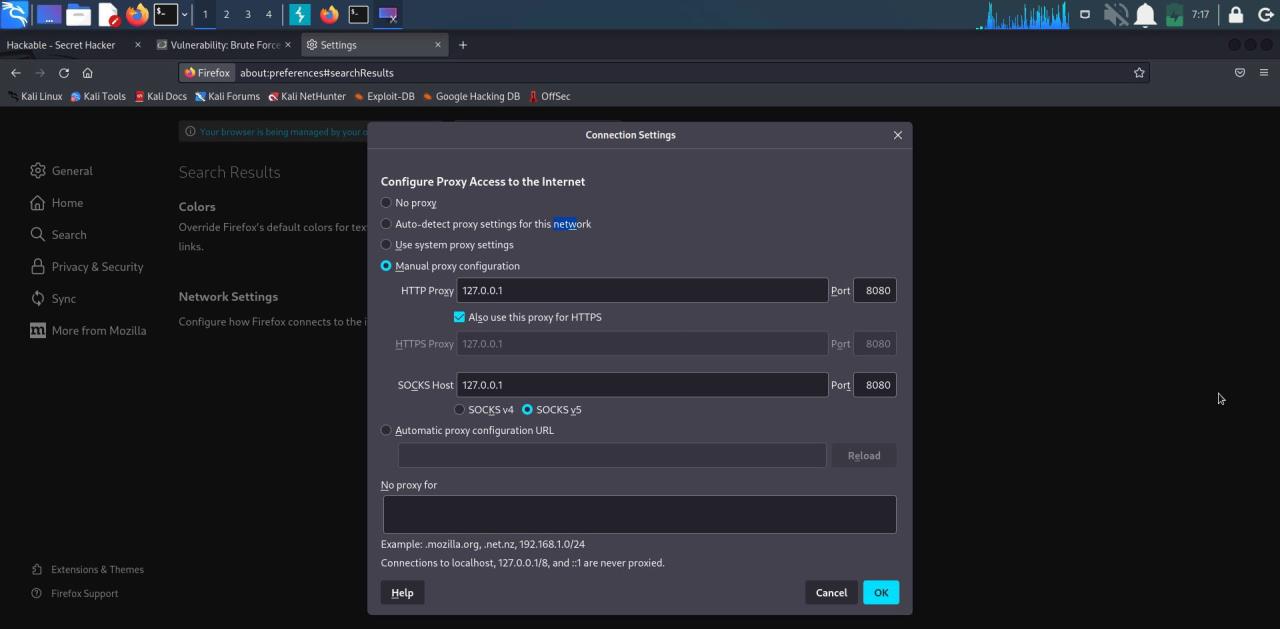 1 2 3 4 7:17
Hackable - Secret Hacker × Vulnerability: Brute Force × Settings × +
Firefox about:preferences#searchResults
Kali Linux Kali Tools Kali Docs Kali Forums Kali NetHunter Exploit-DB Google Hacking DB OffSec
Your browser is being managed by your o
Connection Settings
General
Home
Search
Privacy & Security
Sync
More from Mozilla
Extensions & Themes
Firefox Support
Search Results
Colors
Override Firefox's default colors for tex
links.
Network Settings
Configure how Firefox connects to the i
Configure Proxy Access to the Internet
No proxy
Auto-detect proxy settings for this network
Use system proxy settings
Manual proxy configuration
HTTP Proxy 127.0.0.1 Port 8080
Also use this proxy for HTTPS
HTTPS Proxy 127.0.0.1 Port 8080
SOCKS Host 127.0.0.1 Port 8080
SOCKS v4 SOCKS v5
Automatic proxy configuration URL
Reload
No proxy for
Example: .mozilla.org, .net.nz, 192.168.1.0/24
Connections to localhost, 127.0.0.1/8, and ::1 are never proxied.
Help Cancel OK